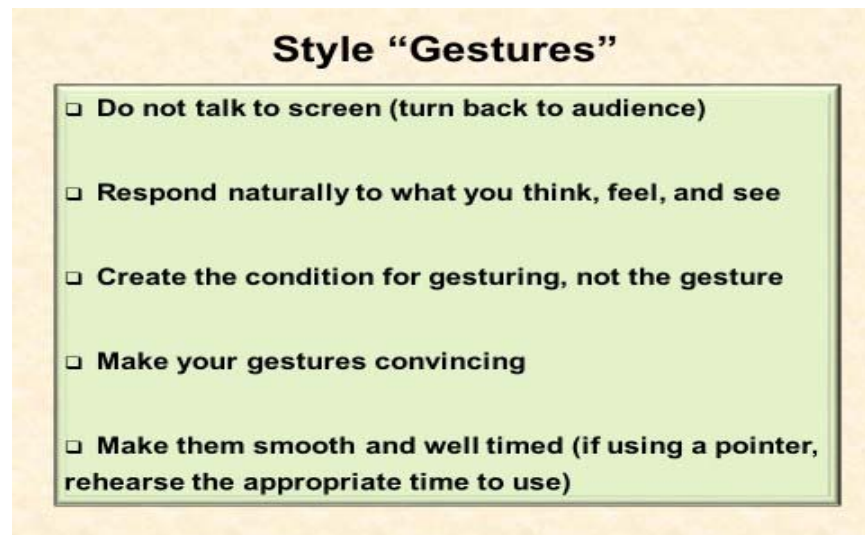 Style “Gestures”
❑ Do not talk to screen (turn back to audience)
❑ Respond naturally to what you think, feel, and see
❑ Create the condition for gesturing, not the gesture
❑ Make your gestures convincing
❑ Make them smooth and well timed (if using a pointer,
rehearse the appropriate time to use)